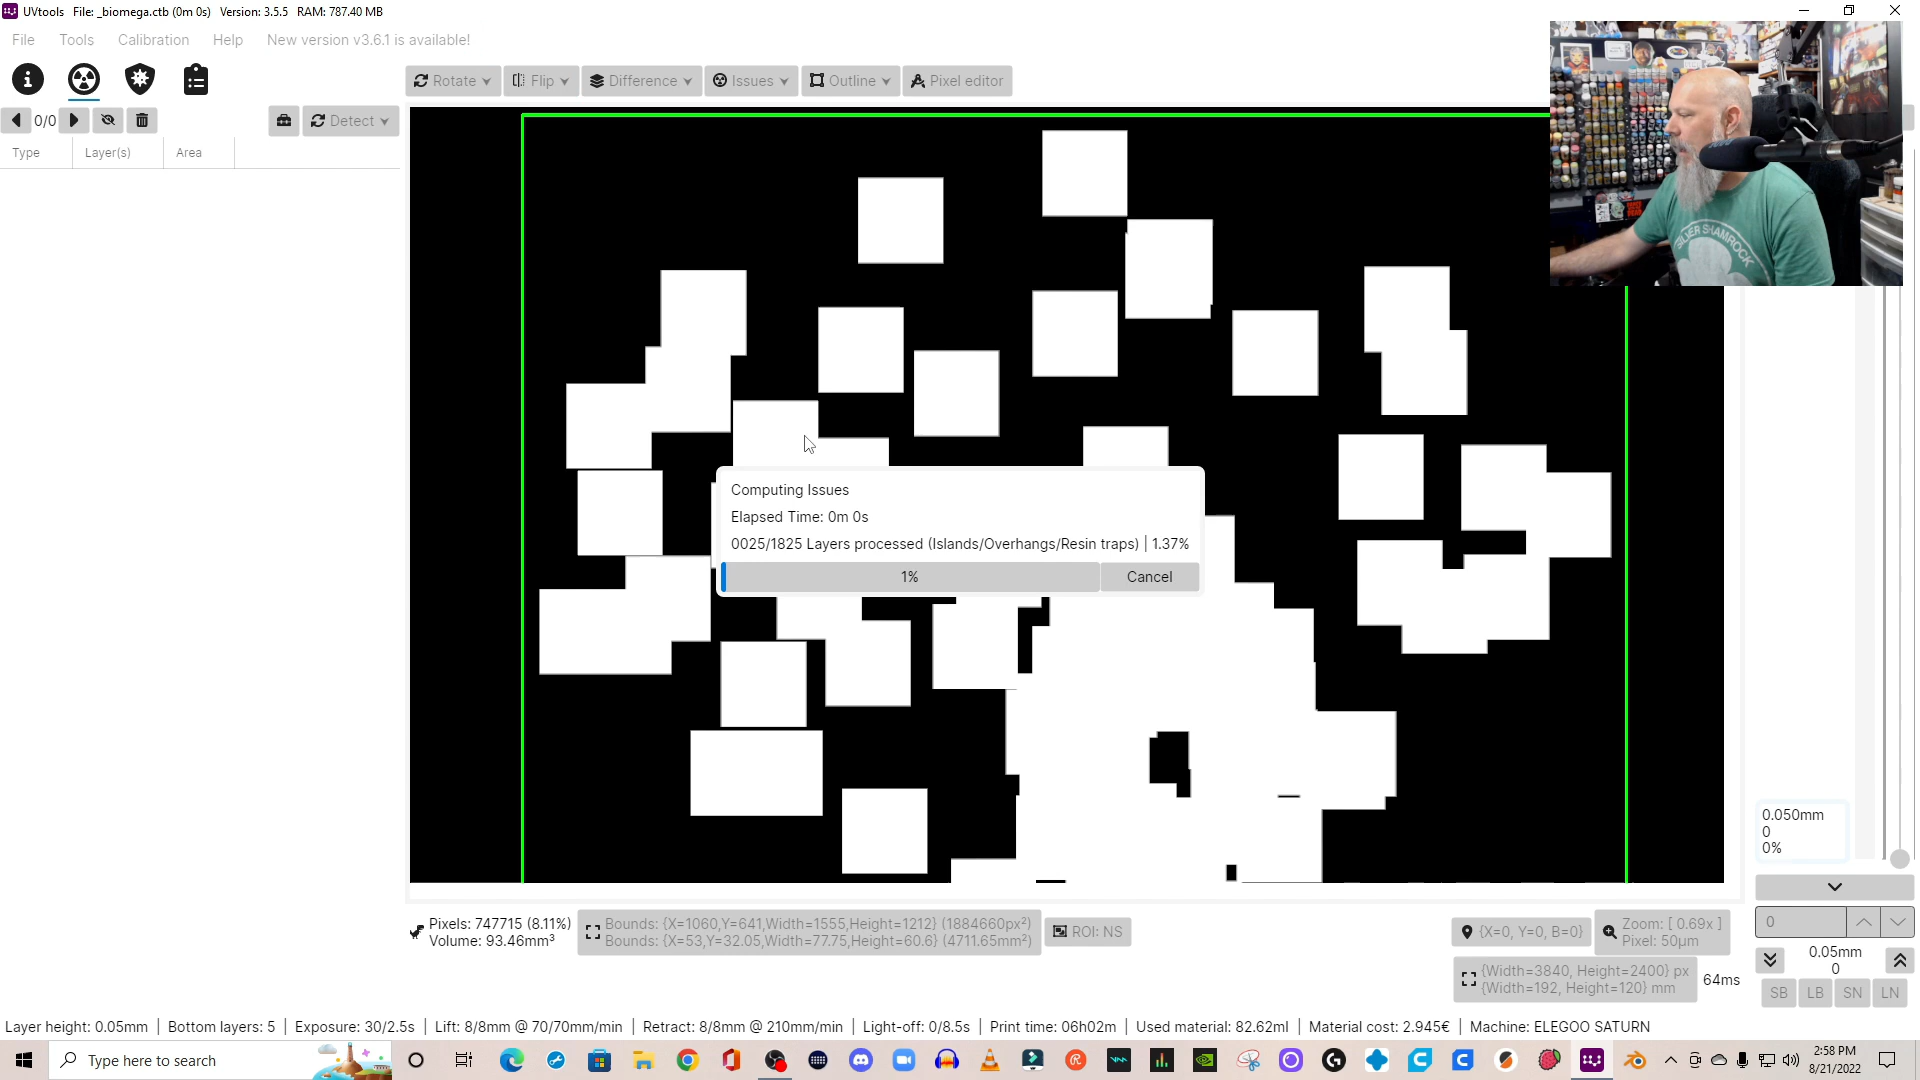 UVtools File: _biomega.ctb (0m 0s) Version: 3.5.5 RAM: 787.40 MB
File Tools Calibration Help New version v3.6.1 is available!
Rotate Flip Difference Issues Outline Pixel editor
0/0 Detect
Type Layer(s) Area
SILVER SHAMROCK
Computing Issues
Elapsed Time: 0m 0s
0025/1825 Layers processed (Islands/Overhangs/Resin traps) | 1.37%
1% Cancel
0.050mm
0
0%
0
Pixels: 747715 (8.11%)
Volume: 93.46mm³
Bounds: {X=1060,Y=641,Width=1555,Height=1212} (1884660px²)
Bounds: {X=53,Y=32.05,Width=77.75,Height=60.6} (4711.65mm²)
ROI: NS
{X=0, Y=0, B=0}
Zoom: [ 0.69x ]
Pixel: 50µm
{Width=3840, Height=2400} px
{Width=192, Height=120} mm
64ms
0.05mm
0
SB LB SN LN
Layer height: 0.05mm | Bottom layers: 5 | Exposure: 30/2.5s | Lift: 8/8mm @ 70/70mm/min | Retract: 8/8mm @ 210mm/min | Light-off: 0/8.5s | Print time: 06h02m | Used material: 82.62ml | Material cost: 2.945€ | Machine: ELEGOO SATURN
Type here to search
2:58 PM
8/21/2022